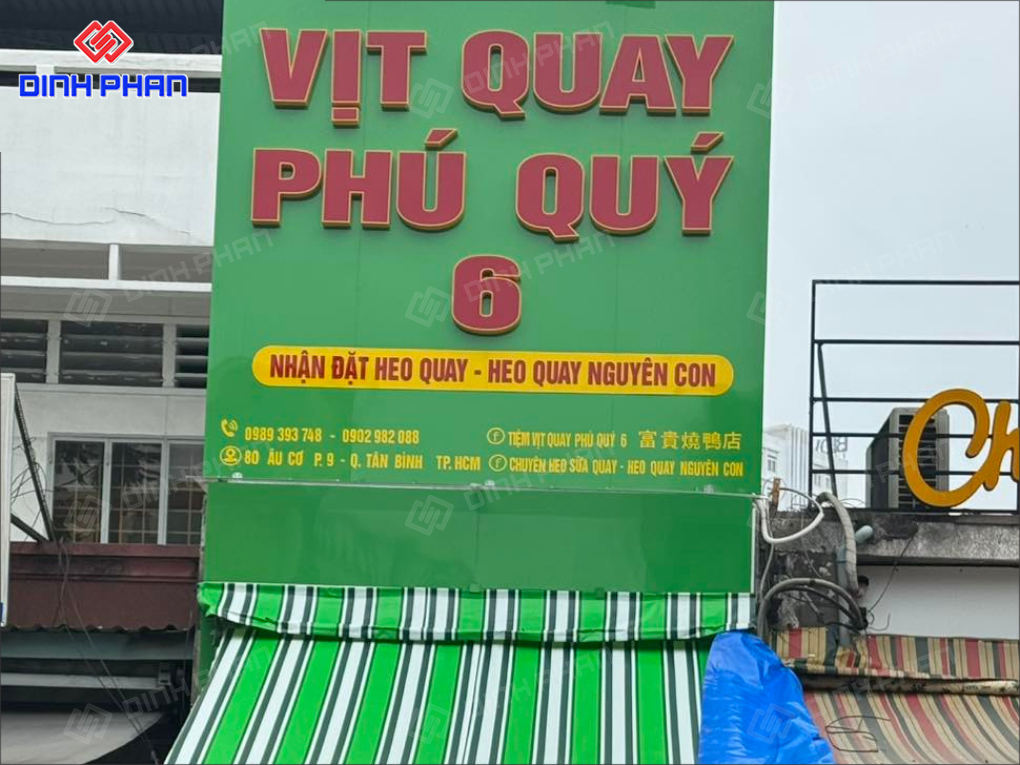 DINH PHAN
VỊT QUAY
PHÚ QUÝ
6
NHẬN ĐẶT HEO QUAY - HEO QUAY NGUYÊN CON
0989 393 748 - 0902 982 088
TIỆM VỊT QUAY PHÚ QUÝ 6 富貴燒鴨店
80 ÂU CƠ P.9 - Q. TÂN BÌNH TP.HCM
CHUYÊN HEO SỮA QUAY - HEO QUAY NGUYÊN CON
Ch